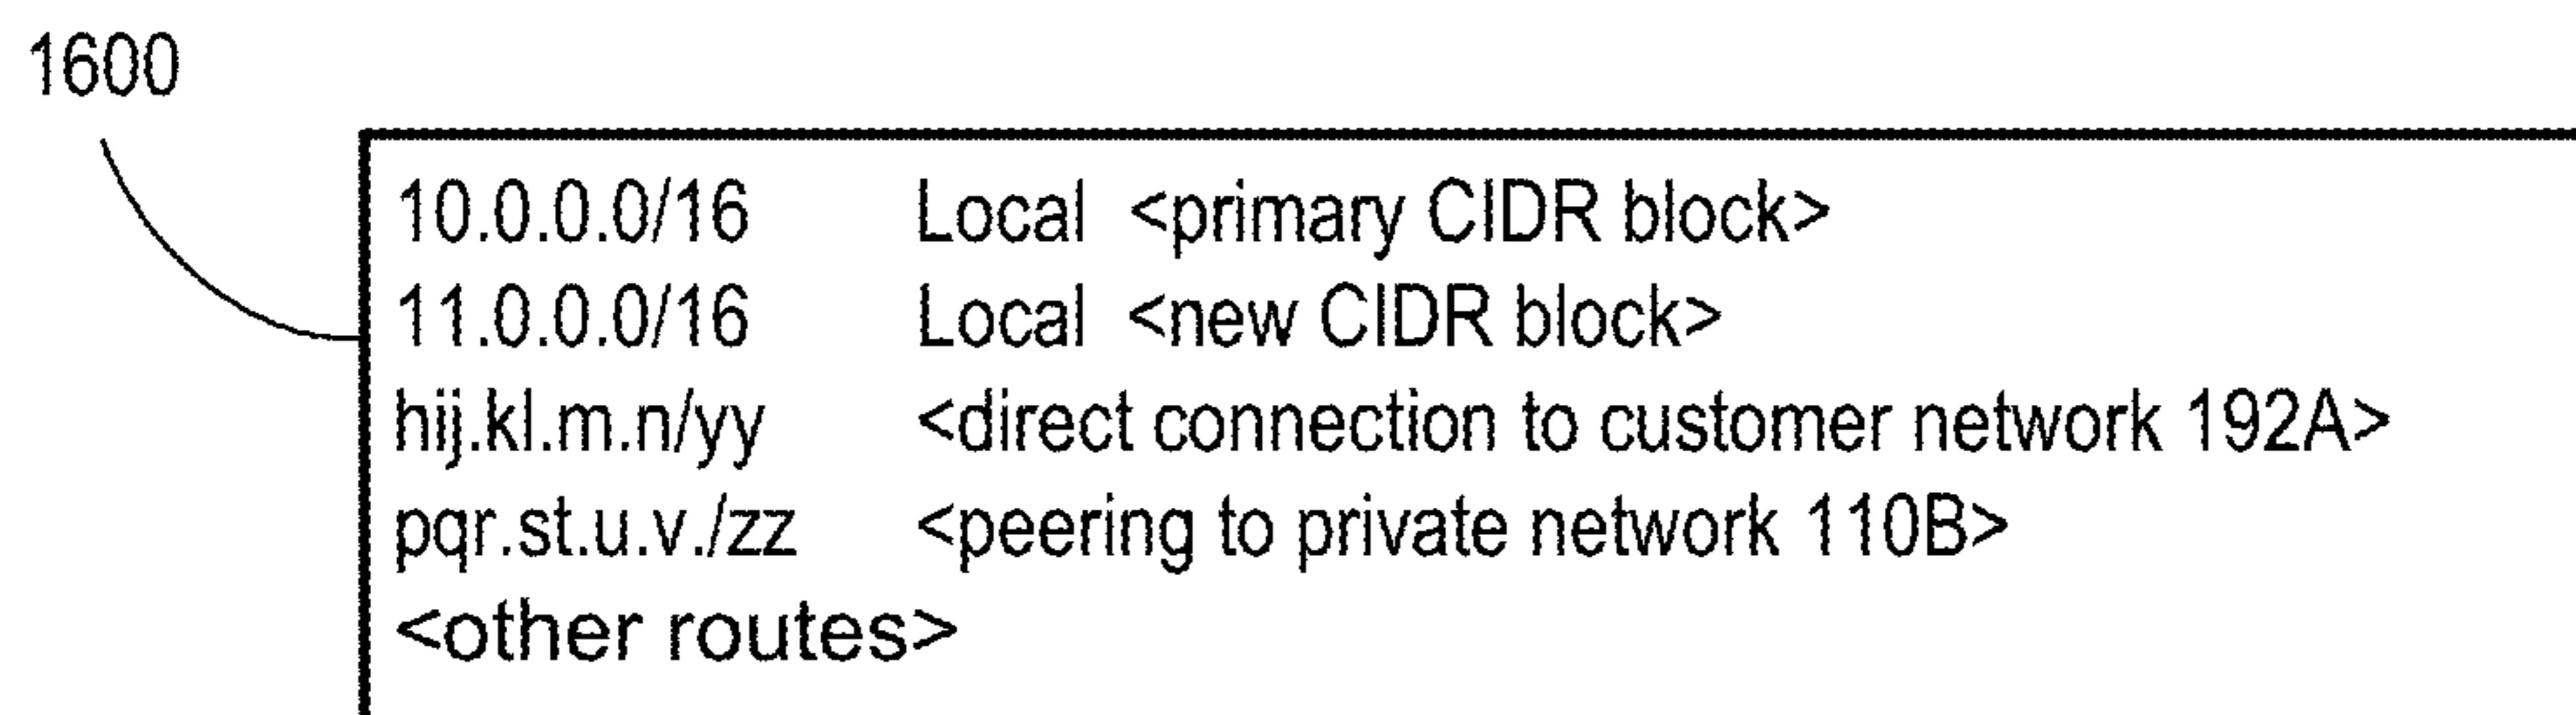 1600
10.0.0.0/16 Local <primary CIDR block>
11.0.0.0/16 Local <new CIDR block>
hij.kl.m.n/yy <direct connection to customer network 192A>
pqr.st.u.v./zz <peering to private network 110B>
<other routes>